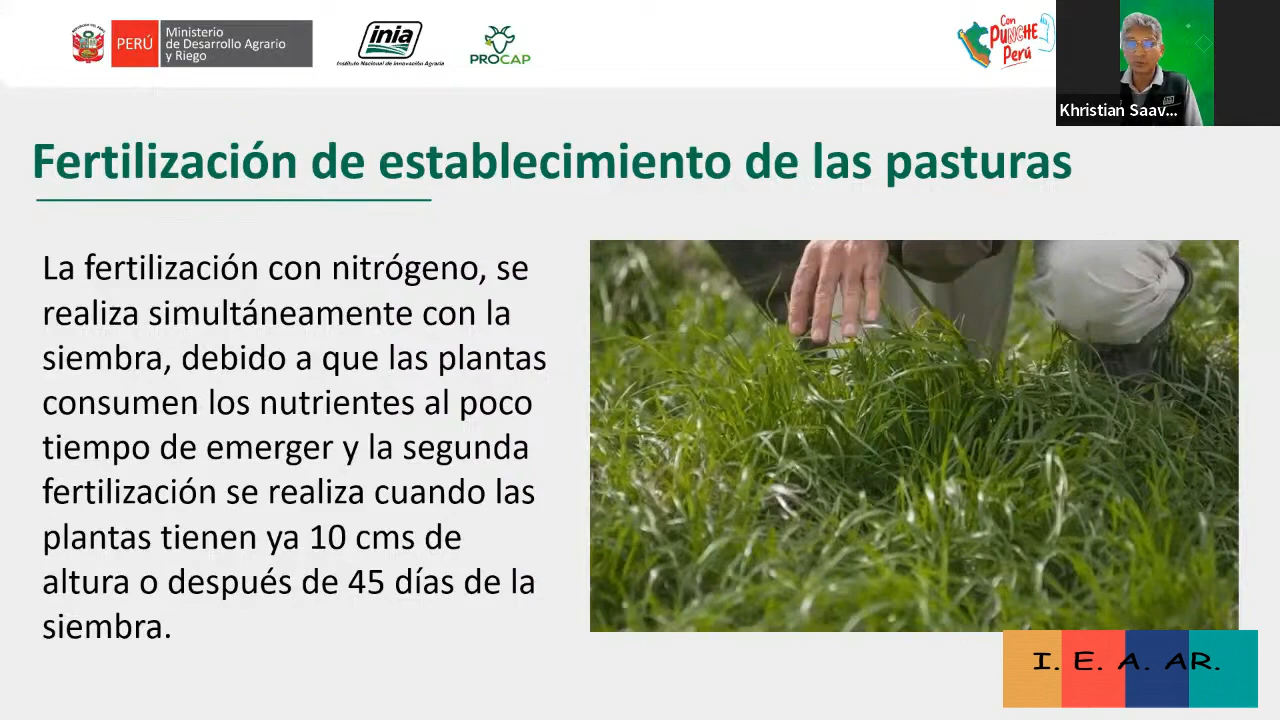 PERÚ
Ministerio
de Desarrollo Agrario
y Riego
inia
Instituto Nacional de Innovación Agraria
PROCAP
Con
PUNCHE
Perú
Khristian Saav...
Fertilización de establecimiento de las pasturas
La fertilización con nitrógeno, se
realiza simultáneamente con la
siembra, debido a que las plantas
consumen los nutrientes al poco
tiempo de emerger y la segunda
fertilización se realiza cuando las
plantas tienen ya 10 cms de
altura o después de 45 días de la
siembra.
I. E. A. AR.